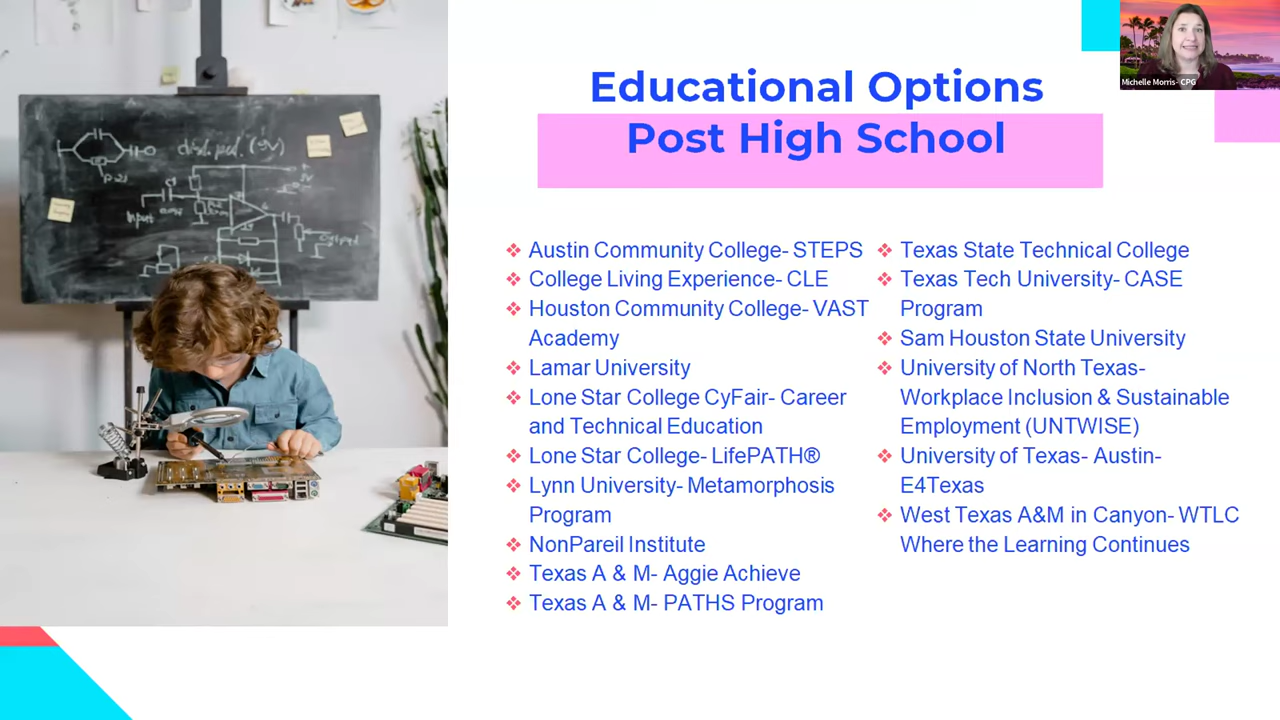 Michelle Morris- CPG
Educational Options
Post High School
❖ Austin Community College- STEPS
❖ College Living Experience- CLE
❖ Houston Community College- VAST
Academy
❖ Lamar University
❖ Lone Star College CyFair- Career
and Technical Education
❖ Lone Star College- LifePATH®
❖ Lynn University- Metamorphosis
Program
❖ NonPareil Institute
❖ Texas A & M- Aggie Achieve
❖ Texas A & M- PATHS Program
❖ Texas State Technical College
❖ Texas Tech University- CASE
Program
❖ Sam Houston State University
❖ University of North Texas-
Workplace Inclusion & Sustainable
Employment (UNTWISE)
❖ University of Texas- Austin-
E4Texas
❖ West Texas A&M in Canyon- WTLC
Where the Learning Continues
Input